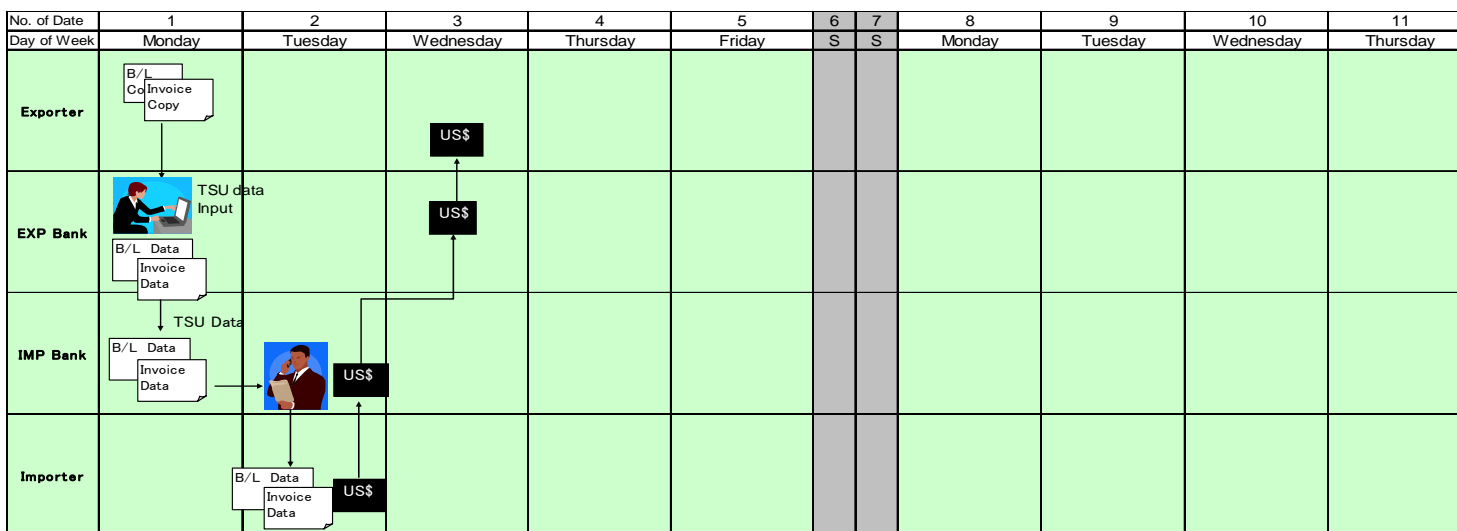 No. of Date 1 2 3 4 5 6 7 8 9 10 11
Day of Week Monday Tuesday Wednesday Thursday Friday S S Monday Tuesday Wednesday Thursday
Exporter
B/L
Co
Invoice
Copy
US$
EXP Bank
TSU data
Input
US$
B/L Data
Invoice
Data
IMP Bank
TSU Data
B/L Data
Invoice
Data
US$
Importer
B/L Data
Invoice
Data
US$